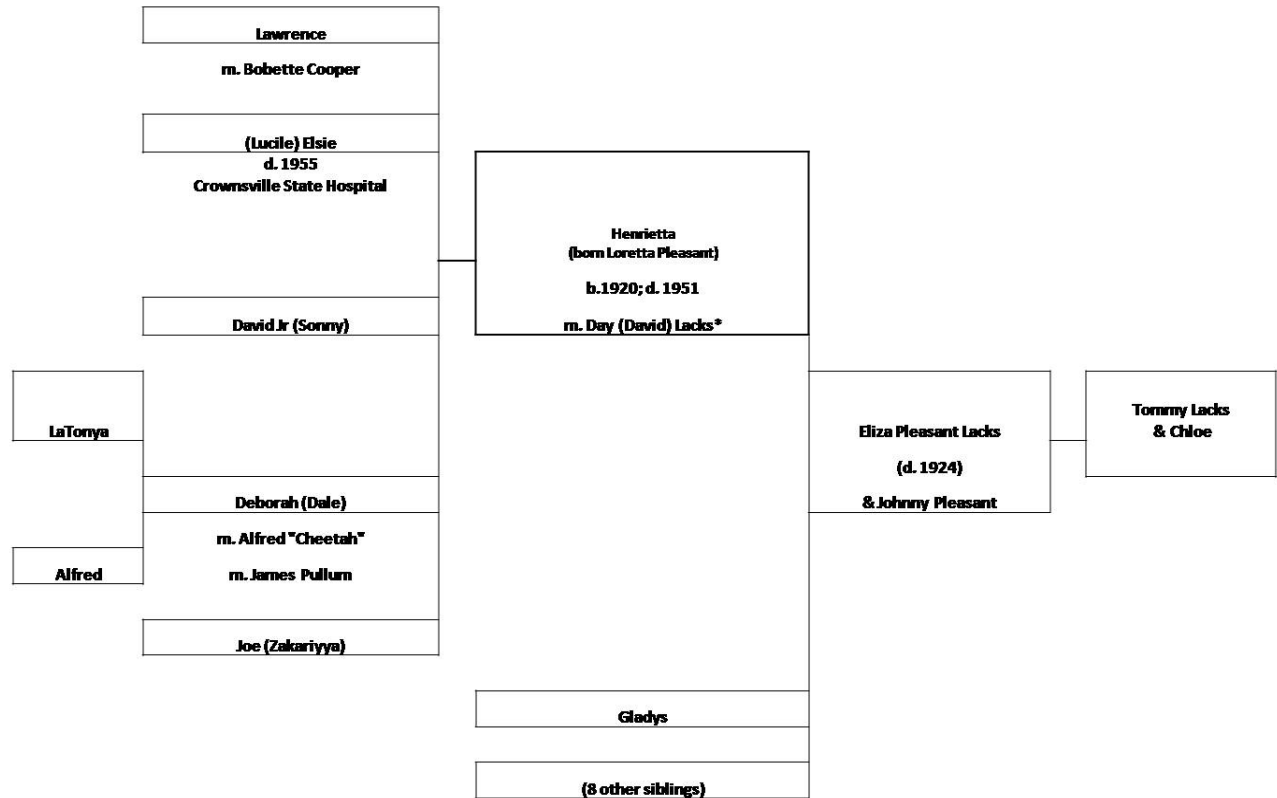 Lawrence
m. Bobette Cooper
(Lucile) Elsie
d. 1955
Crownsville State Hospital
Henrietta
(born Loretta Pleasant)
b.1920; d. 1951
m. Day (David) Lacks*
David Jr (Sonny)
LaTonya
Deborah (Dale)
m. Alfred "Cheetah"
m. James Pullum
Alfred
Joe (Zakariyya)
Eliza Pleasant Lacks
(d. 1924)
& Johnny Pleasant
Tommy Lacks
& Chloe
Gladys
(8 other siblings)